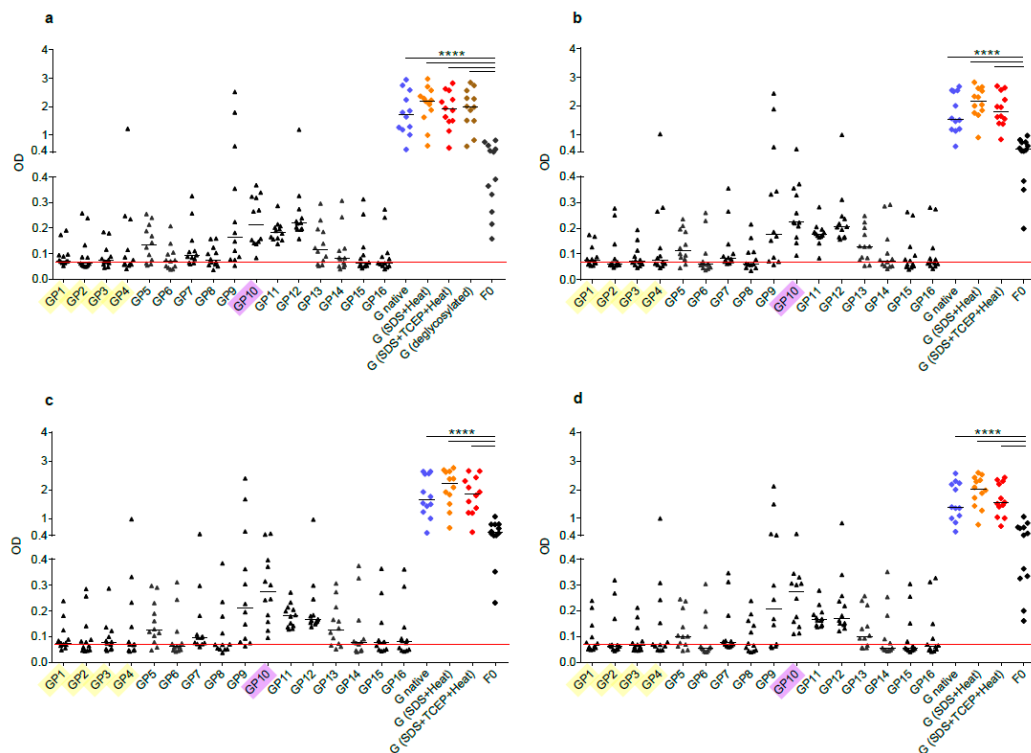 a
****
4
3
2
1
0.4
OD
0.4
0.3
0.2
0.1
0.0
GP1
GP2
GP3
GP4
GP5
GP6
GP7
GP8
GP9
GP10
GP11
GP12
GP13
GP14
GP15
GP16
G native
G (SDS+Heat)
G (SDS+TCEP+Heat)
G (deglycosylated)
F0
b
****
4
3
2
1
0.4
OD
0.4
0.3
0.2
0.1
0.0
GP1
GP2
GP3
GP4
GP5
GP6
GP7
GP8
GP9
GP10
GP11
GP12
GP13
GP14
GP15
GP16
G native
G (SDS+Heat)
G (SDS+TCEP+Heat)
F0
c
****
4
3
2
1
0.4
OD
0.4
0.3
0.2
0.1
0.0
GP1
GP2
GP3
GP4
GP5
GP6
GP7
GP8
GP9
GP10
GP11
GP12
GP13
GP14
GP15
GP16
G native
G (SDS+Heat)
G (SDS+TCEP+Heat)
F0
d
****
4
3
2
1
0.4
OD
0.4
0.3
0.2
0.1
0.0
GP1
GP2
GP3
GP4
GP5
GP6
GP7
GP8
GP9
GP10
GP11
GP12
GP13
GP14
GP15
GP16
G native
G (SDS+Heat)
G (SDS+TCEP+Heat)
F0